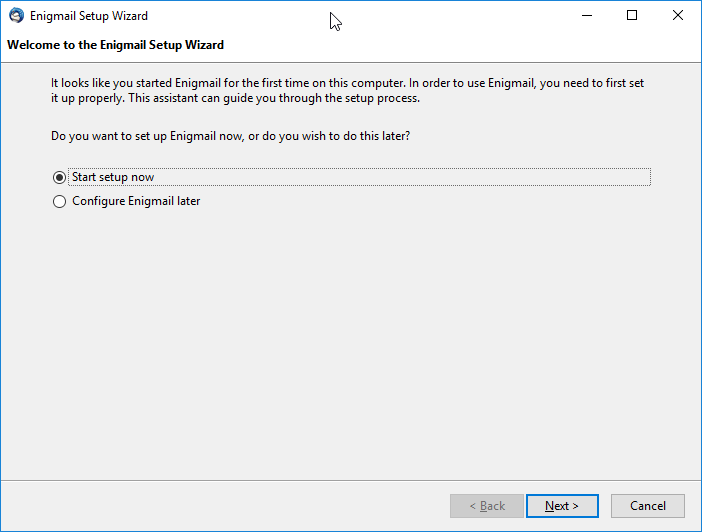 Enigmail Setup Wizard
Welcome to the Enigmail Setup Wizard
It looks like you started Enigmail for the first time on this computer. In order to use Enigmail, you need to first set
it up properly. This assistant can guide you through the setup process.
Do you want to set up Enigmail now, or do you wish to do this later?
Start setup now
Configure Enigmail later
< Back Next > Cancel